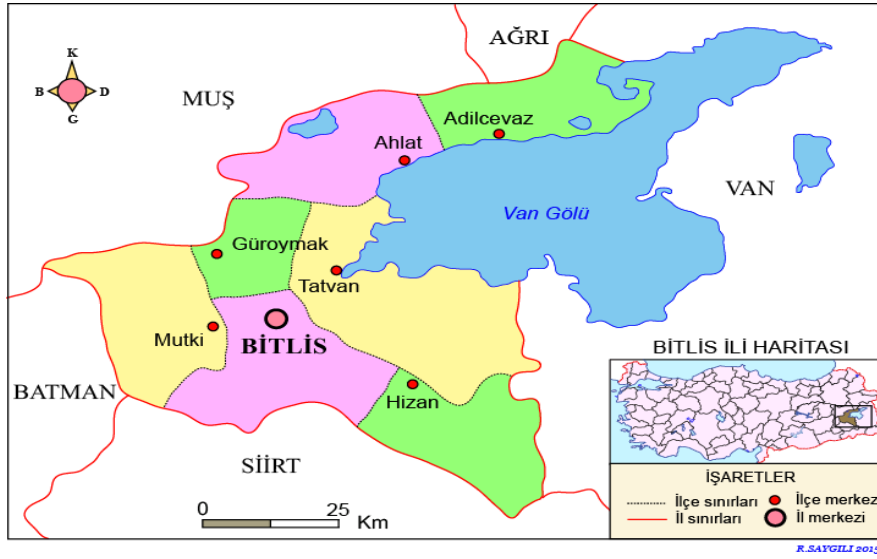 AĞRI
K
B D
G
MUŞ
Adilcevaz
Ahlat
VAN
Van Gölü
Güroymak
Tatvan
Mutki
BİTLİS
BİTLİS İLİ HARİTASI
BATMAN
Hizan
SİİRT
İŞARETLER
İlçe sınırları İlçe merkez
İl sınırları İl merkezi
0 25
Km
R.SAYGILI 2015